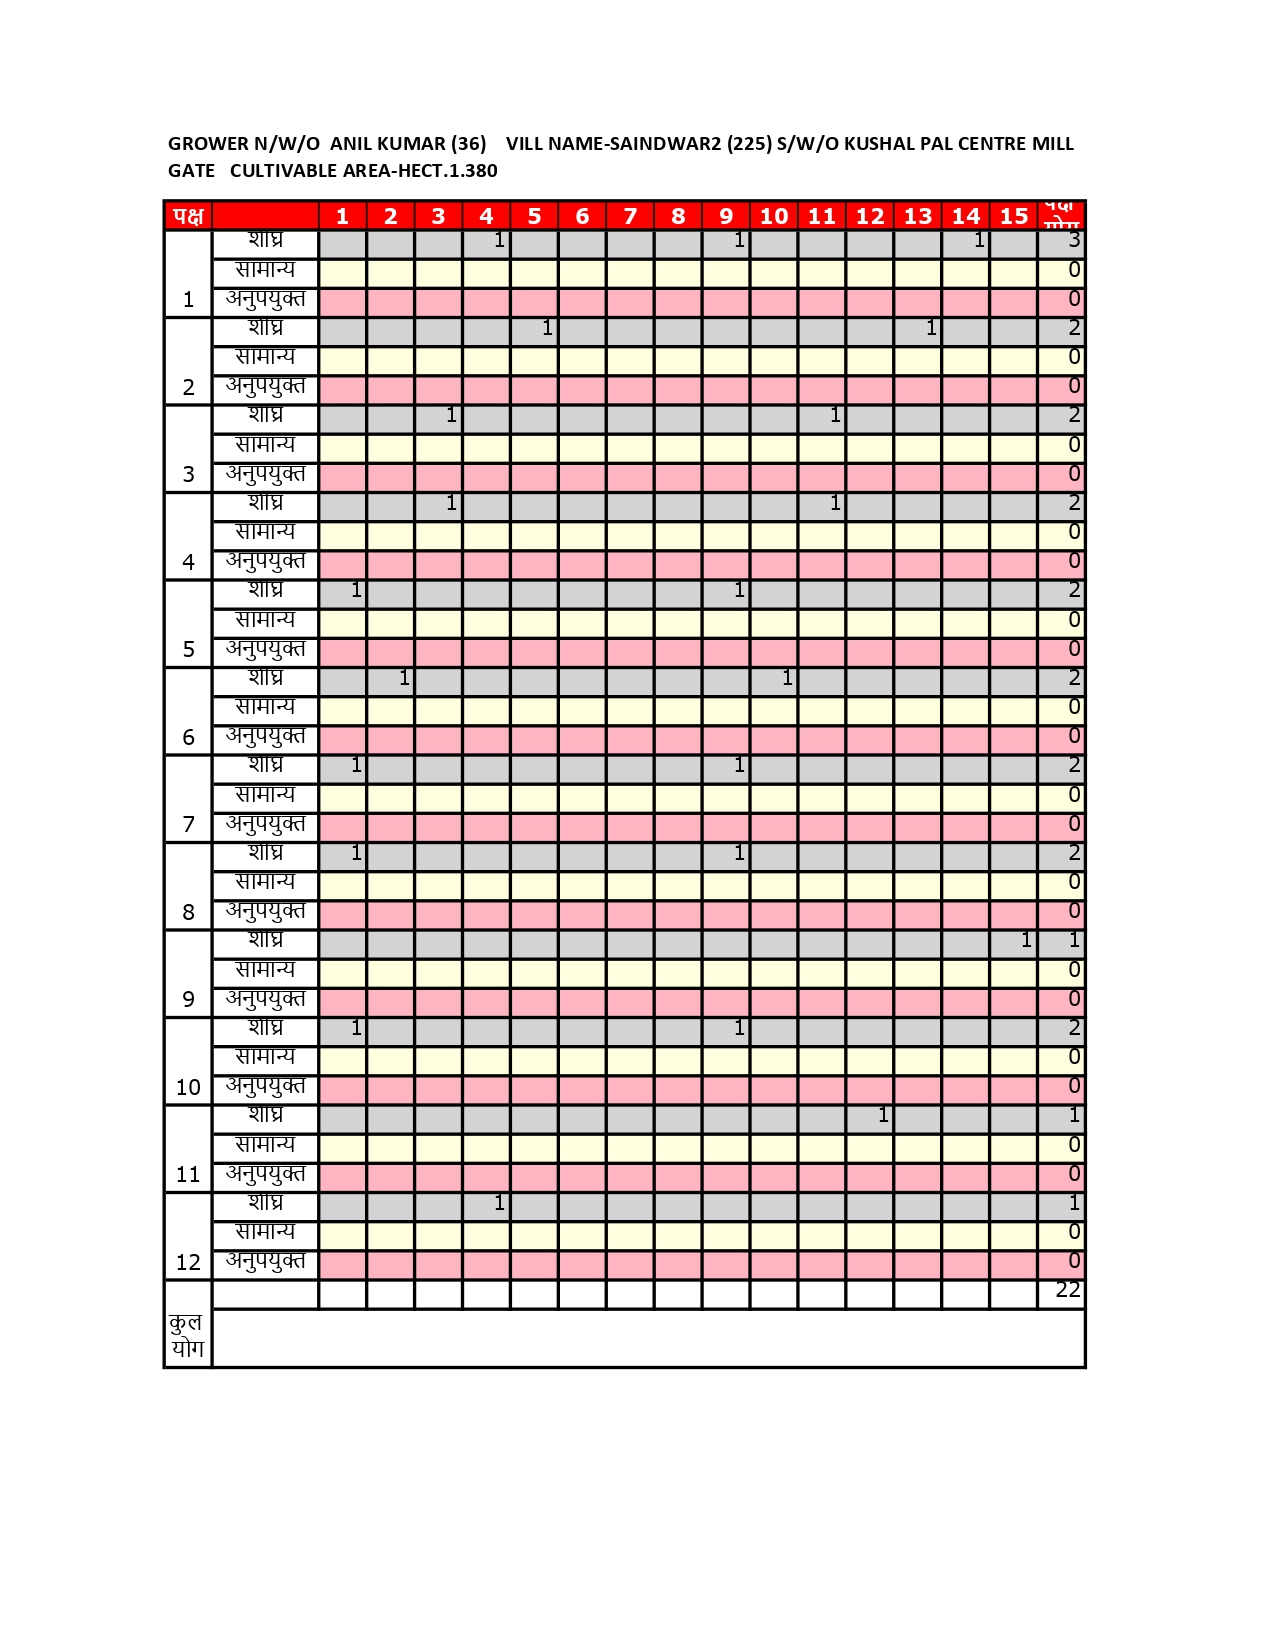 GROWER N/W/O  ANIL KUMAR (36)    VILL NAME-SAINDWAR2 (225) S/W/O KUSHAL PAL CENTRE MILL
GATE   CULTIVABLE AREA-HECT.1.380
पक्ष 1 2 3 4 5 6 7 8 9 10 11 12 13 14 15 पक्ष योग
शीघ्र 1 1 1 3
सामान्य 0
1 अनुपयुक्त 0
शीघ्र 1 1 2
सामान्य 0
2 अनुपयुक्त 0
शीघ्र 1 1 2
सामान्य 0
3 अनुपयुक्त 0
शीघ्र 1 1 2
सामान्य 0
4 अनुपयुक्त 0
शीघ्र 1 1 2
सामान्य 0
5 अनुपयुक्त 0
शीघ्र 1 1 2
सामान्य 0
6 अनुपयुक्त 0
शीघ्र 1 1 2
सामान्य 0
7 अनुपयुक्त 0
शीघ्र 1 1 2
सामान्य 0
8 अनुपयुक्त 0
शीघ्र 1 1
सामान्य 0
9 अनुपयुक्त 0
शीघ्र 1 1 2
सामान्य 0
10 अनुपयुक्त 0
शीघ्र 1 1
सामान्य 0
11 अनुपयुक्त 0
शीघ्र 1 1
सामान्य 0
12 अनुपयुक्त 0
22
कुल
योग